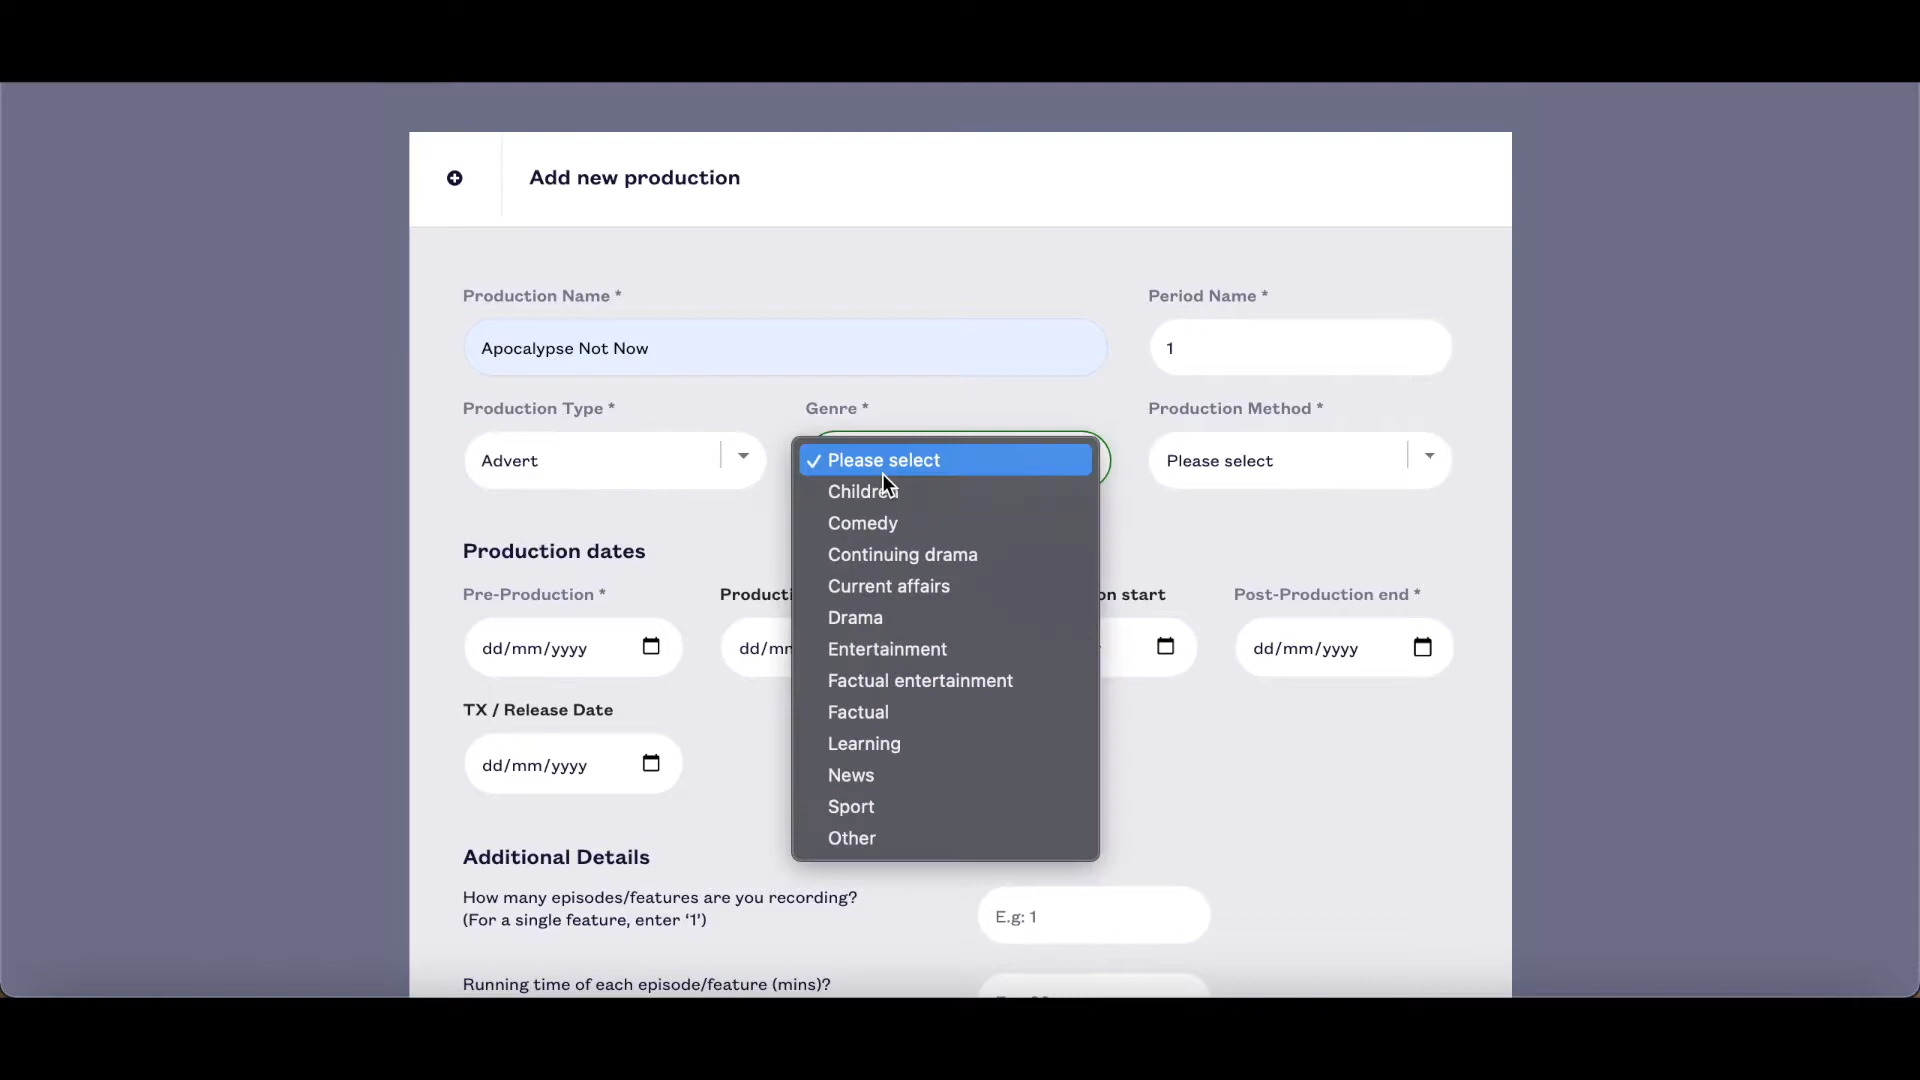 Add new production
Production Name *
Period Name *
Apocalypse Not Now
1
Production Type *
Genre *
Production Method *
Advert
✓ Please select
Please select
Children
Comedy
Continuing drama
Current affairs
Drama
Entertainment
Factual entertainment
Factual
Learning
News
Sport
Other
Production dates
Pre-Production *
Producti
on start
Post-Production end *
dd/mm/yyyy
dd/mm
dd/mm/yyyy
TX / Release Date
dd/mm/yyyy
Additional Details
How many episodes/features are you recording?
(For a single feature, enter ‘1’)
E.g: 1
Running time of each episode/feature (mins)?